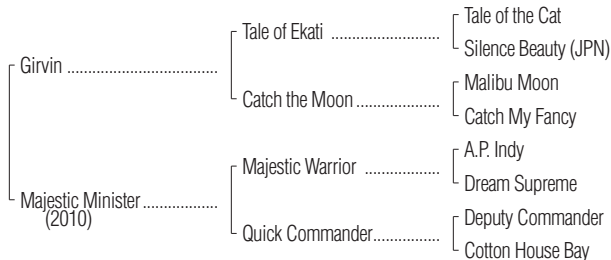 Tale of the Cat
Tale of Ekati ..................
Silence Beauty (JPN)
Girvin ..................................
Malibu Moon
Catch the Moon ..................
Catch My Fancy
A.P. Indy
Majestic Warrior .................
Dream Supreme
Majestic Minister .................
(2010)
Deputy Commander
Quick Commander...............
Cotton House Bay